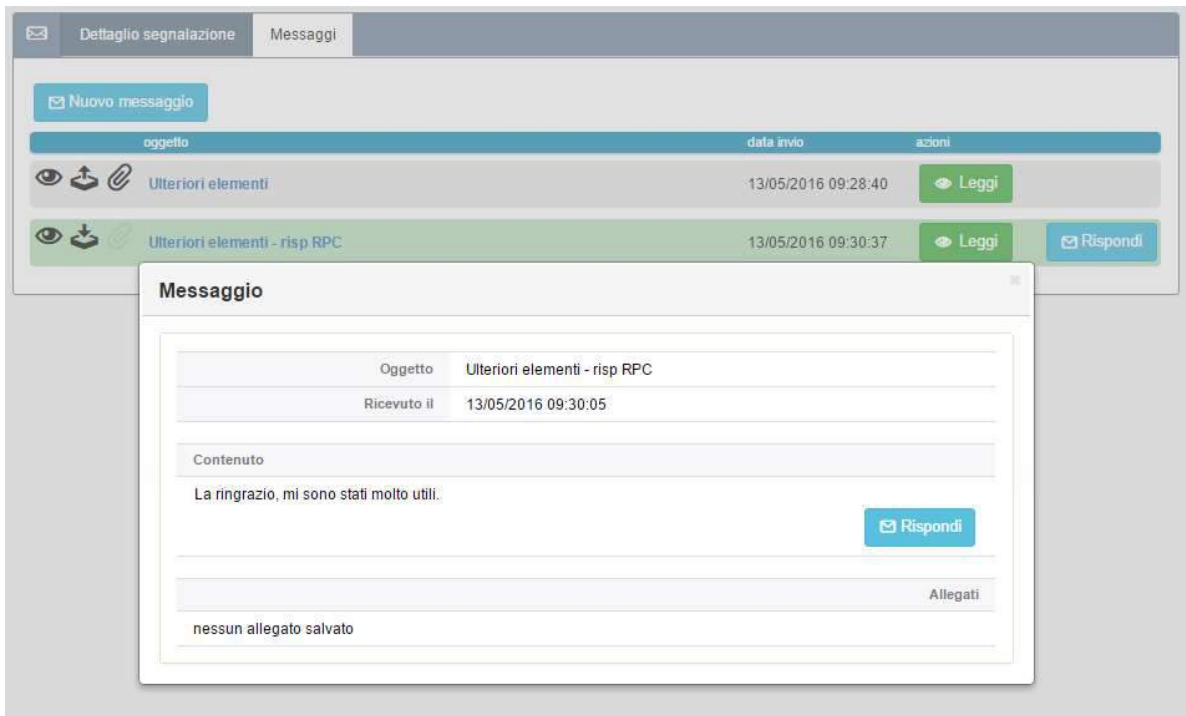 Dettaglio segnalazione Messaggi
Nuovo messaggio
oggetto data invio azioni
Ulteriori elementi 13/05/2016 09:28:40 Leggi
Ulteriori elementi - risp RPC 13/05/2016 09:30:37 Leggi Rispondi
Messaggio
Oggetto Ulteriori elementi - risp RPC
Ricevuto il 13/05/2016 09:30:05
Contenuto
La ringrazio, mi sono stati molto utili.
Rispondi
Allegati
nessun allegato salvato